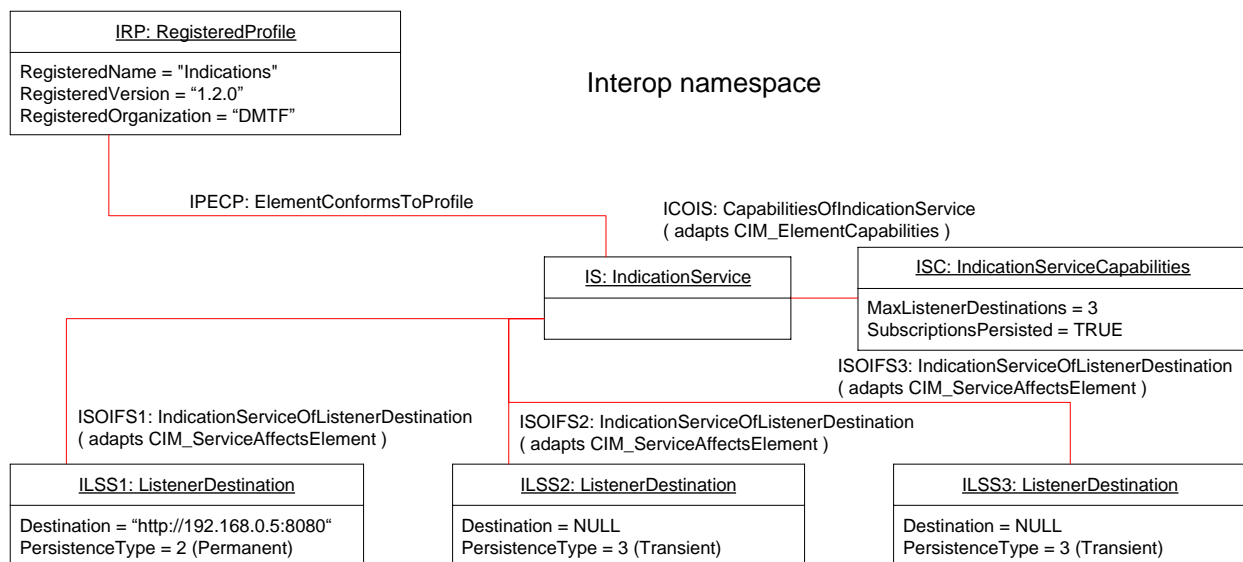 IRP: RegisteredProfile
RegisteredName = "Indications"
RegisteredVersion = “1.2.0”
RegisteredOrganization = “DMTF”
Interop namespace
IPECP: ElementConformsToProfile
ICOIS: CapabilitiesOfIndicationService
( adapts CIM_ElementCapabilities )
IS: IndicationService
ISC: IndicationServiceCapabilities
MaxListenerDestinations = 3
SubscriptionsPersisted = TRUE
ISOIFS3: IndicationServiceOfListenerDestination
( adapts CIM_ServiceAffectsElement )
ISOIFS1: IndicationServiceOfListenerDestination
( adapts CIM_ServiceAffectsElement )
ISOIFS2: IndicationServiceOfListenerDestination
( adapts CIM_ServiceAffectsElement )
ILSS1: ListenerDestination
Destination = “http://192.168.0.5:8080“
PersistenceType = 2 (Permanent)
ILSS2: ListenerDestination
Destination = NULL
PersistenceType = 3 (Transient)
ILSS3: ListenerDestination
Destination = NULL
PersistenceType = 3 (Transient)